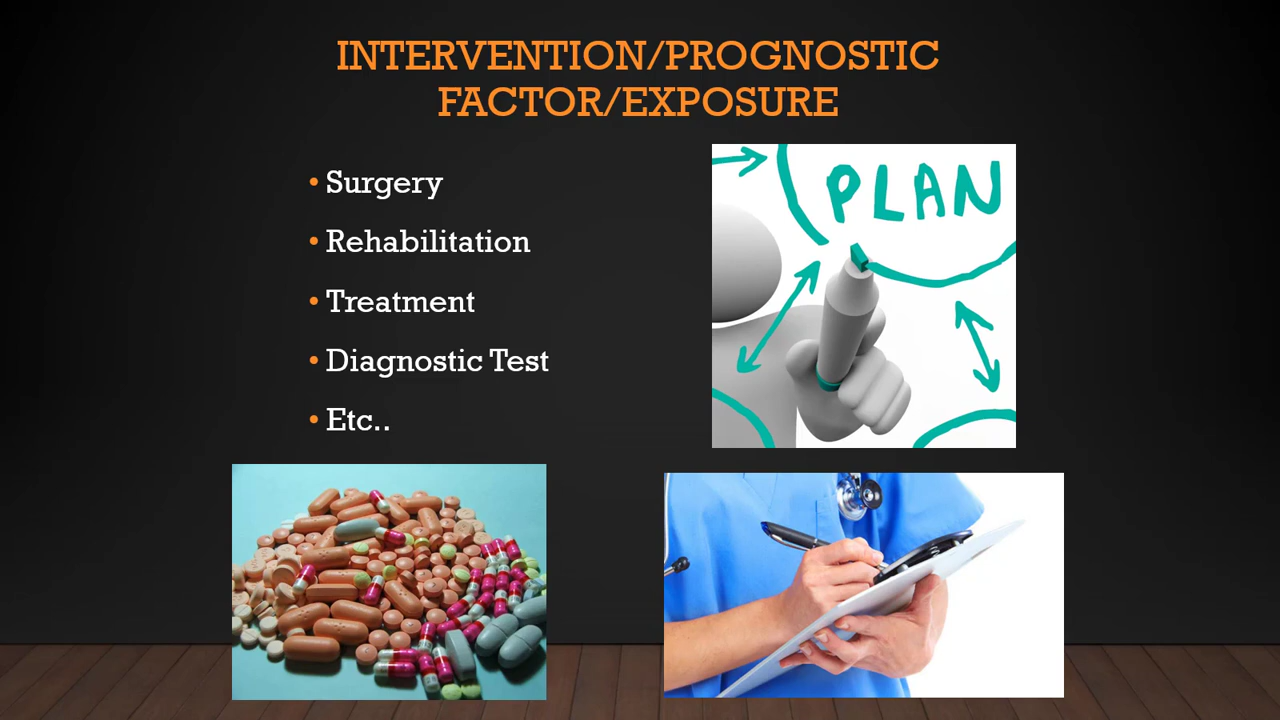 INTERVENTION/PROGNOSTIC
FACTOR/EXPOSURE
• Surgery
• Rehabilitation
• Treatment
• Diagnostic Test
• Etc..
PLAN